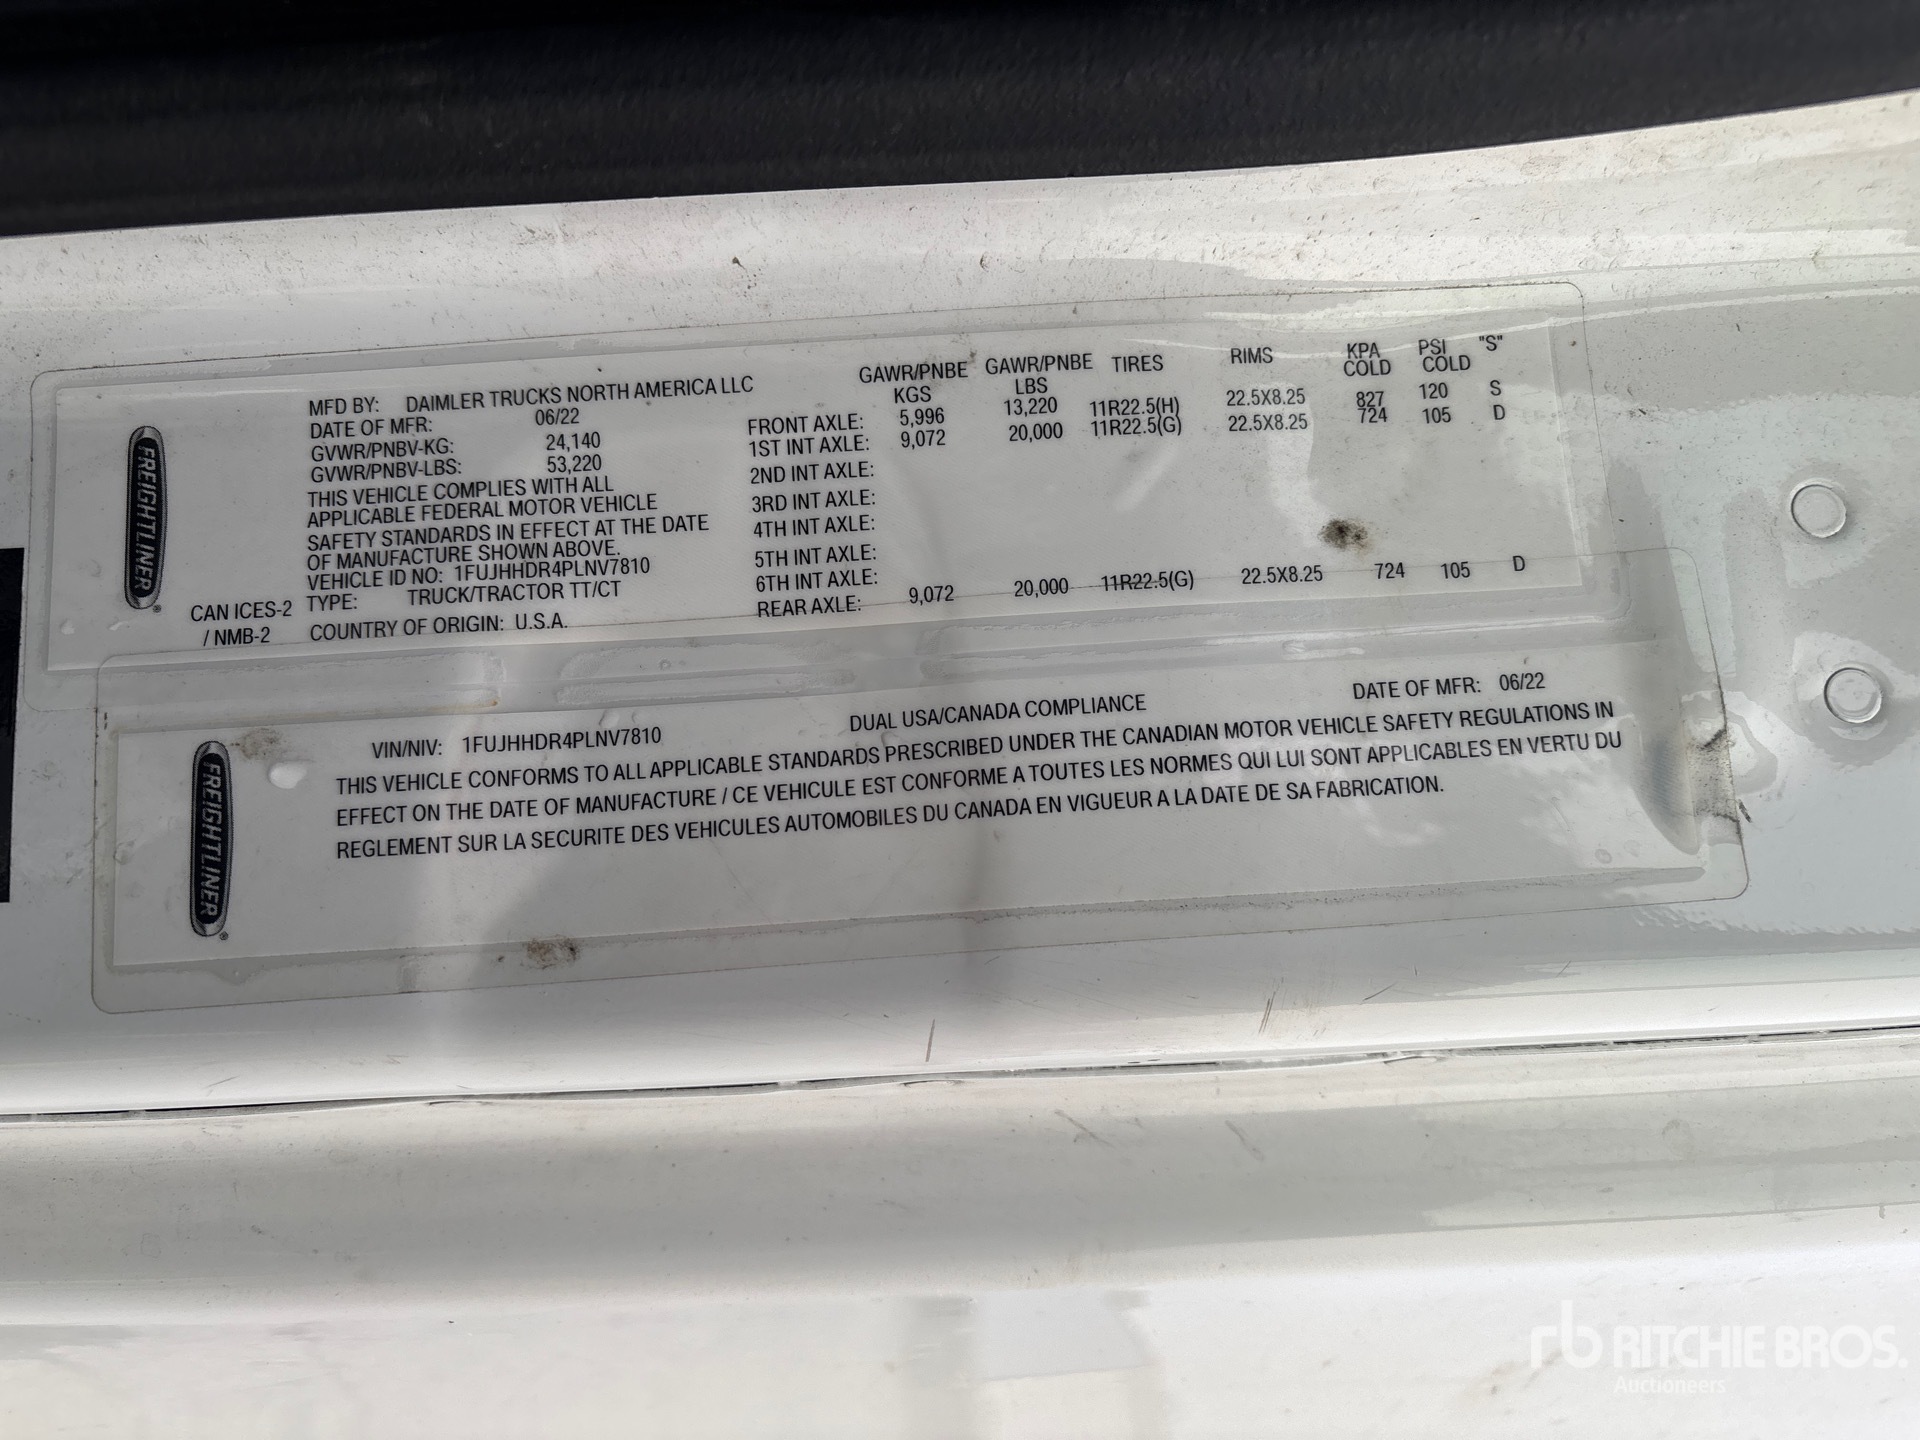 FREIGHTLINER®
CAN ICES-2
/ NMB-2
MFD BY: DAIMLER TRUCKS NORTH AMERICA LLC
DATE OF MFR: 06/22
GVWR/PNBV-KG: 24,140
GVWR/PNBV-LBS: 53,220
THIS VEHICLE COMPLIES WITH ALL
APPLICABLE FEDERAL MOTOR VEHICLE
SAFETY STANDARDS IN EFFECT AT THE DATE
OF MANUFACTURE SHOWN ABOVE.
VEHICLE ID NO: 1FUJHHDR4PLNV7810
TYPE: TRUCK/TRACTOR TT/CT
COUNTRY OF ORIGIN: U.S.A.
GAWR/PNBE KGS GAWR/PNBE LBS TIRES RIMS KPA COLD PSI COLD "S"
FRONT AXLE: 5,996 13,220 11R22.5(H) 22.5X8.25 827 120 S
1ST INT AXLE: 9,072 20,000 11R22.5(G) 22.5X8.25 724 105 D
2ND INT AXLE:
3RD INT AXLE:
4TH INT AXLE:
5TH INT AXLE:
6TH INT AXLE:
REAR AXLE: 9,072 20,000 11R22.5(G) 22.5X8.25 724 105 D
FREIGHTLINER®
VIN/NIV: 1FUJHHDR4PLNV7810 DUAL USA/CANADA COMPLIANCE DATE OF MFR: 06/22
THIS VEHICLE CONFORMS TO ALL APPLICABLE STANDARDS PRESCRIBED UNDER THE CANADIAN MOTOR VEHICLE SAFETY REGULATIONS IN
EFFECT ON THE DATE OF MANUFACTURE / CE VEHICULE EST CONFORME A TOUTES LES NORMES QUI LUI SONT APPLICABLES EN VERTU DU
REGLEMENT SUR LA SECURITE DES VEHICULES AUTOMOBILES DU CANADA EN VIGUEUR A LA DATE DE SA FABRICATION.
rb RITCHIE BROS.
Auctioneers